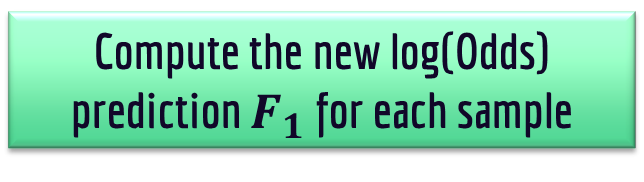 Compute the new log(Odds)
prediction F₁ for each sample